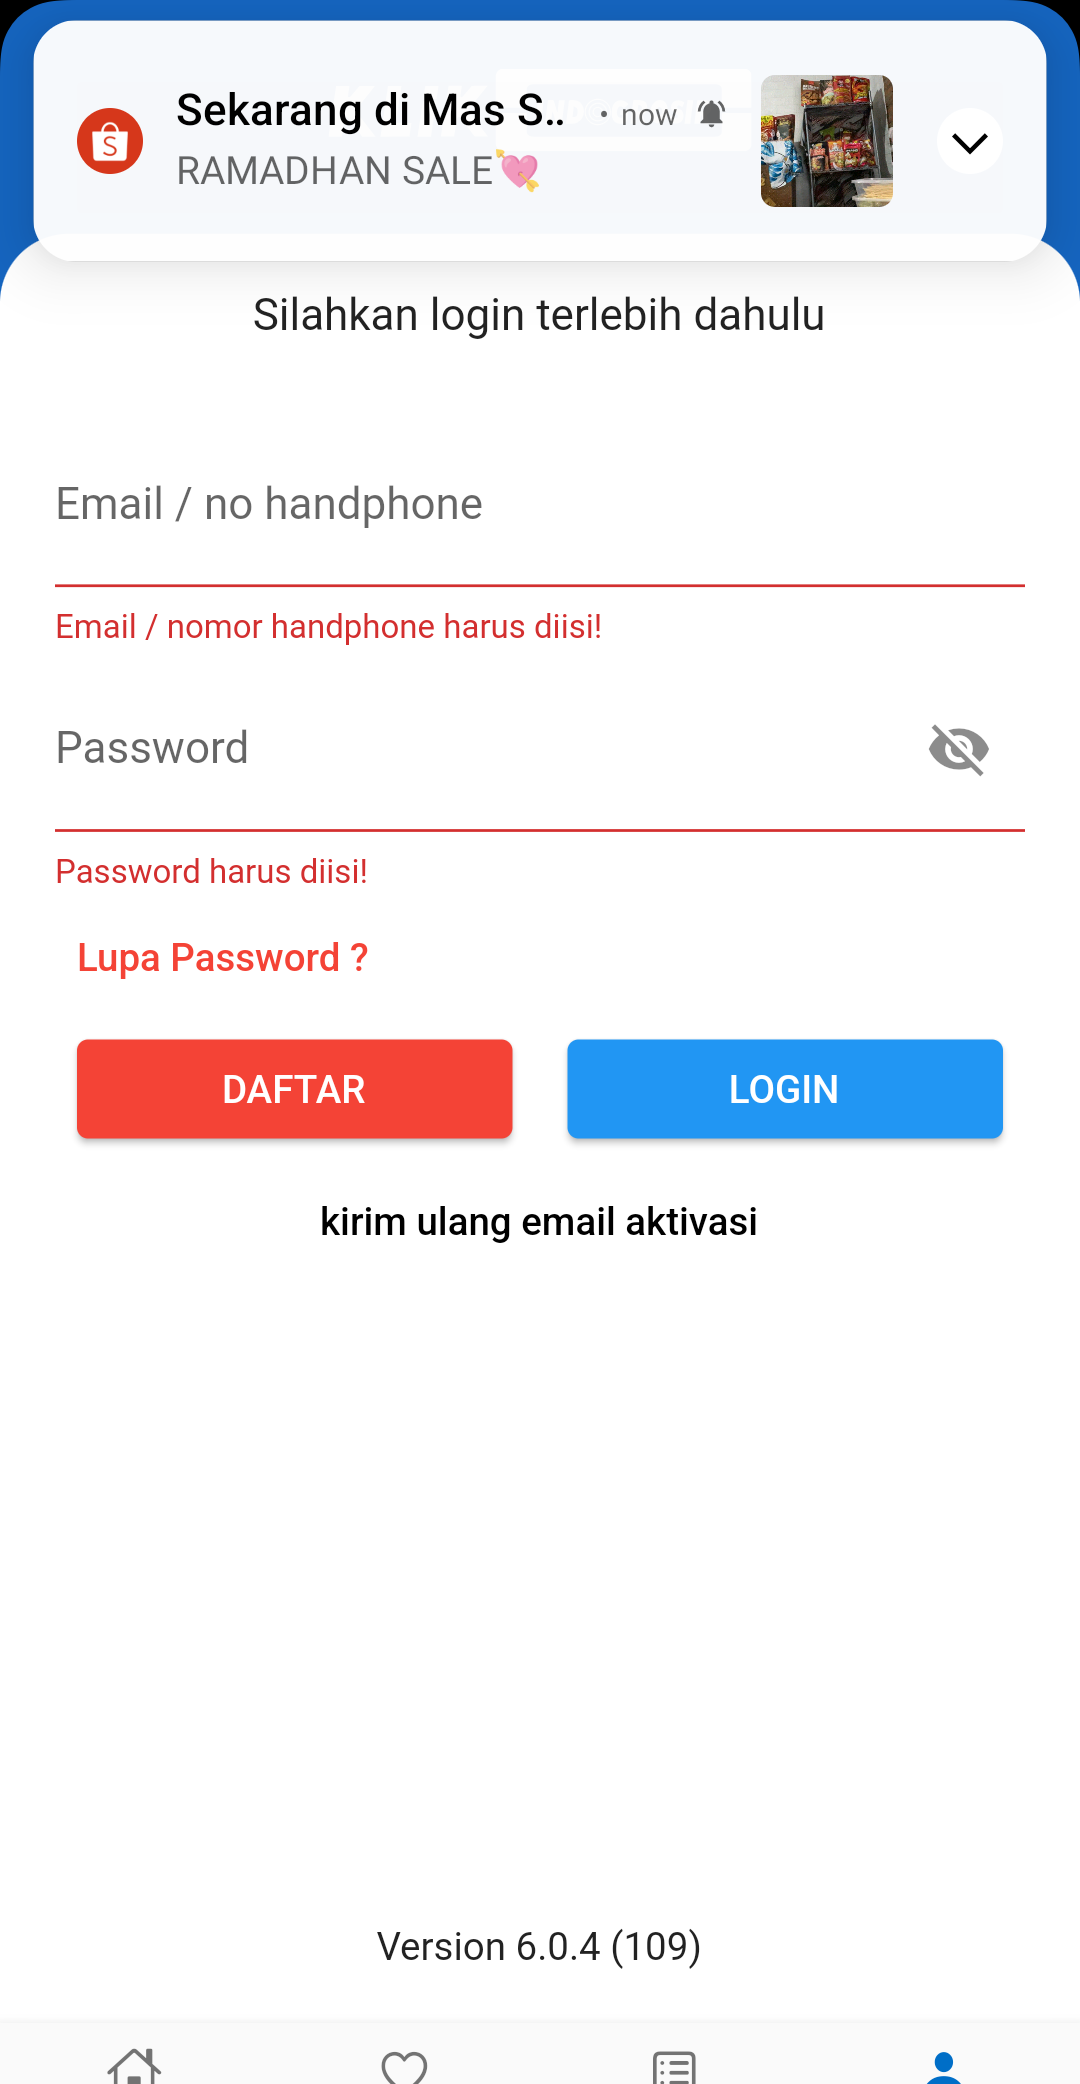 Sekarang di Mas S.. • now
RAMADHAN SALE💘
Silahkan login terlebih dahulu
Email / no handphone
Email / nomor handphone harus diisi!
Password
Password harus diisi!
Lupa Password ?
DAFTAR
LOGIN
kirim ulang email aktivasi
Version 6.0.4 (109)